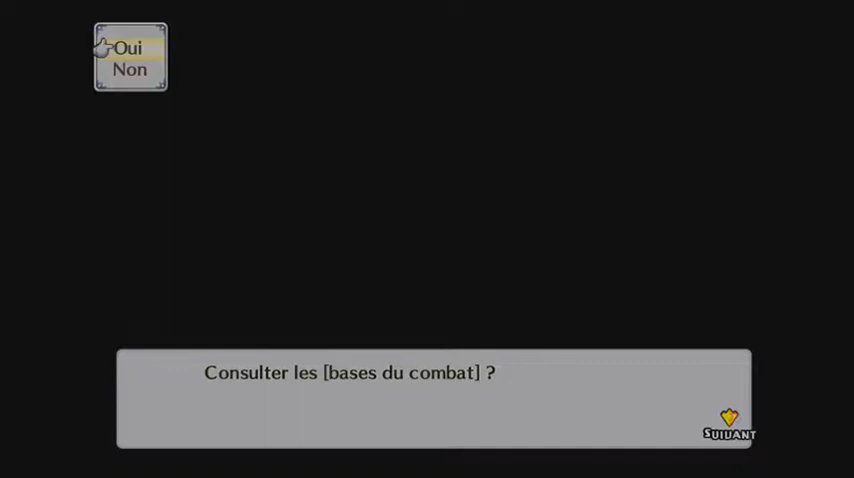 Oui
Non
Consulter les [bases du combat] ?
SUIVANT